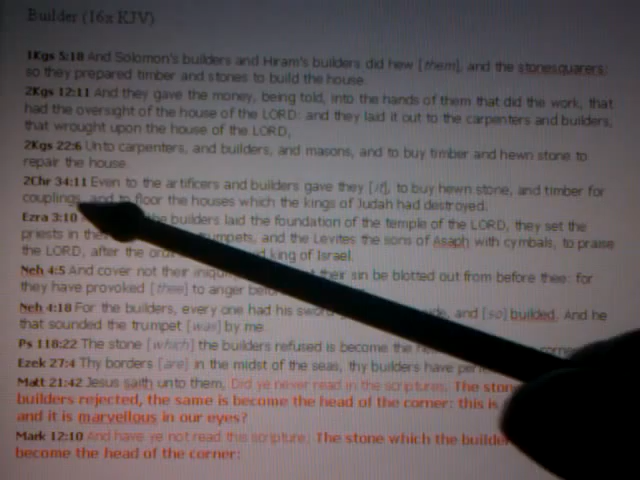 Builder (16x KJV)
1Kgs 5:18 And Solomon's builders and Hiram's builders did hew [them], and the stonesquarers:
so they prepared timber and stones to build the house.
2Kgs 12:11 And they gave the money, being told, into the hands of them that did the work, that
had the oversight of the house of the LORD: and they laid it out to the carpenters and builders,
that wrought upon the house of the LORD,
2Kgs 22:6 Unto carpenters, and builders, and masons, and to buy timber and hewn stone to
repair the house.
2Chr 34:11 Even to the artificers and builders gave they [it], to buy hewn stone, and timber for
couplings, and to floor the houses which the kings of Judah had destroyed.
Ezra 3:10 builders laid the foundation of the temple of the LORD, they set the
priests in and the Levites the sons of Asaph with cymbals, to praise
the LORD, after the king of Israel.
Neh 4:5 And cover not their their sin be blotted out from before thee: for
they have provoked [thee] to anger
Neh 4:18 For the builders, every one had his and [so] builded. And he
that sounded the trumpet [was] by me.
Ps 118:22 The stone [which] the builders refused is become the
Ezek 27:4 Thy borders [are] in the midst of the seas, thy builders have
Matt 21:42 Jesus saith unto them, Did ye never read in the scriptures, The
builders rejected, the same is become the head of the corner: this is
and it is marvellous in our eyes?
Mark 12:10 And have ye not read this scripture; The stone which the
become the head of the corner: